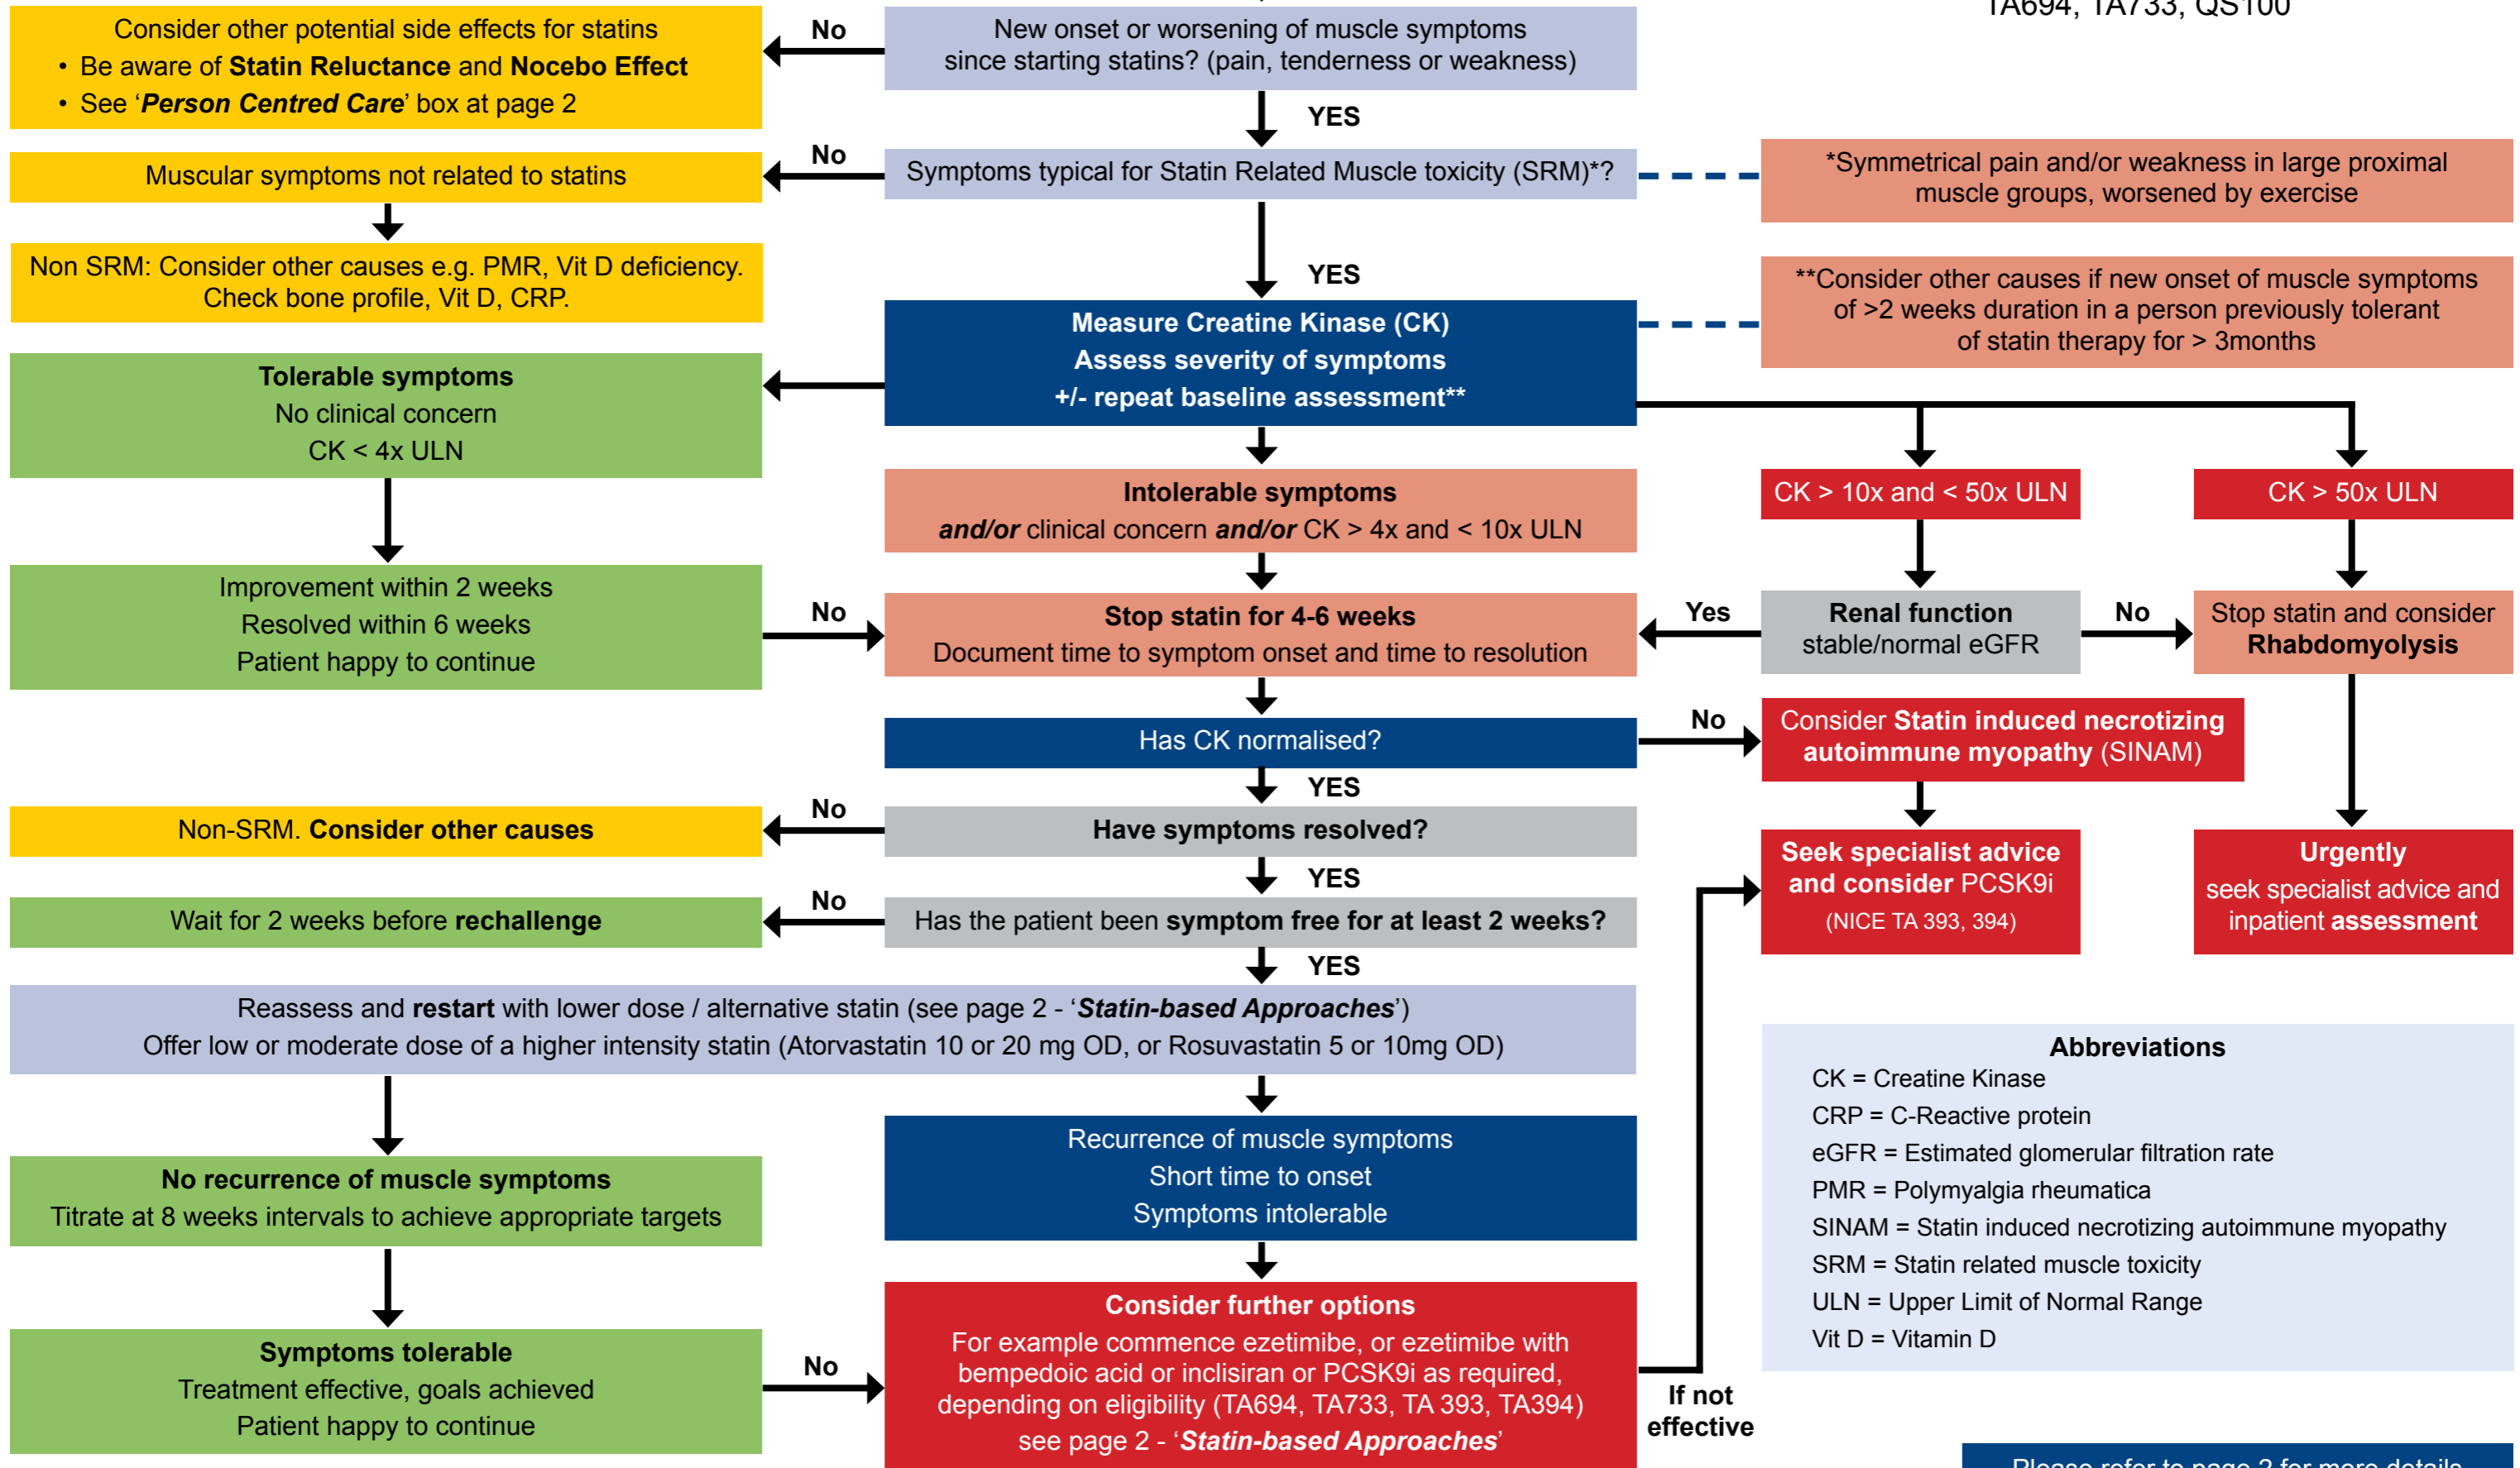 TA694, TA733, QS100
Consider other potential side effects for statins
• Be aware of Statin Reluctance and Nocebo Effect
• See ‘Person Centred Care’ box at page 2
No
New onset or worsening of muscle symptoms
since starting statins? (pain, tenderness or weakness)
YES
Muscular symptoms not related to statins
No
Symptoms typical for Statin Related Muscle toxicity (SRM)*?
*Symmetrical pain and/or weakness in large proximal
muscle groups, worsened by exercise
Non SRM: Consider other causes e.g. PMR, Vit D deficiency.
Check bone profile, Vit D, CRP.
YES
**Consider other causes if new onset of muscle symptoms
of >2 weeks duration in a person previously tolerant
of statin therapy for > 3months
Measure Creatine Kinase (CK)
Assess severity of symptoms
+/- repeat baseline assessment**
Tolerable symptoms
No clinical concern
CK < 4x ULN
Intolerable symptoms
and/or clinical concern and/or CK > 4x and < 10x ULN
CK > 10x and < 50x ULN
CK > 50x ULN
Improvement within 2 weeks
Resolved within 6 weeks
Patient happy to continue
No
Stop statin for 4-6 weeks
Document time to symptom onset and time to resolution
Yes
Renal function
stable/normal eGFR
No
Stop statin and consider
Rhabdomyolysis
Has CK normalised?
No
Consider Statin induced necrotizing
autoimmune myopathy (SINAM)
YES
Non-SRM. Consider other causes
No
Have symptoms resolved?
Seek specialist advice
and consider PCSK9i
(NICE TA 393, 394)
Urgently
seek specialist advice and
inpatient assessment
YES
Wait for 2 weeks before rechallenge
No
Has the patient been symptom free for at least 2 weeks?
YES
Reassess and restart with lower dose / alternative statin (see page 2 - ‘Statin-based Approaches’)
Offer low or moderate dose of a higher intensity statin (Atorvastatin 10 or 20 mg OD, or Rosuvastatin 5 or 10mg OD)
Abbreviations
CK = Creatine Kinase
CRP = C-Reactive protein
eGFR = Estimated glomerular filtration rate
PMR = Polymyalgia rheumatica
SINAM = Statin induced necrotizing autoimmune myopathy
SRM = Statin related muscle toxicity
ULN = Upper Limit of Normal Range
Vit D = Vitamin D
No recurrence of muscle symptoms
Titrate at 8 weeks intervals to achieve appropriate targets
Recurrence of muscle symptoms
Short time to onset
Symptoms intolerable
Symptoms tolerable
Treatment effective, goals achieved
Patient happy to continue
No
Consider further options
For example commence ezetimibe, or ezetimibe with
bempedoic acid or inclisiran or PCSK9i as required,
depending on eligibility (TA694, TA733, TA 393, TA394)
see page 2 - ‘Statin-based Approaches’
If not
effective
Please refer to page 2 for more details